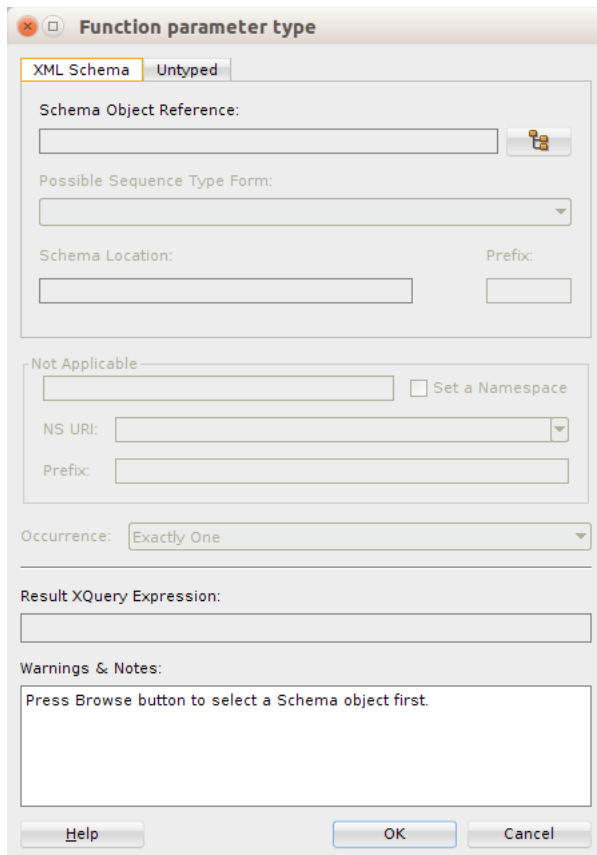 Function parameter type
XML Schema Untyped
Schema Object Reference:
Possible Sequence Type Form:
Schema Location: Prefix:
Not Applicable
Set a Namespace
NS URI:
Prefix:
Occurrence: Exactly One
Result XQuery Expression:
Warnings & Notes:
Press Browse button to select a Schema object first.
Help OK Cancel